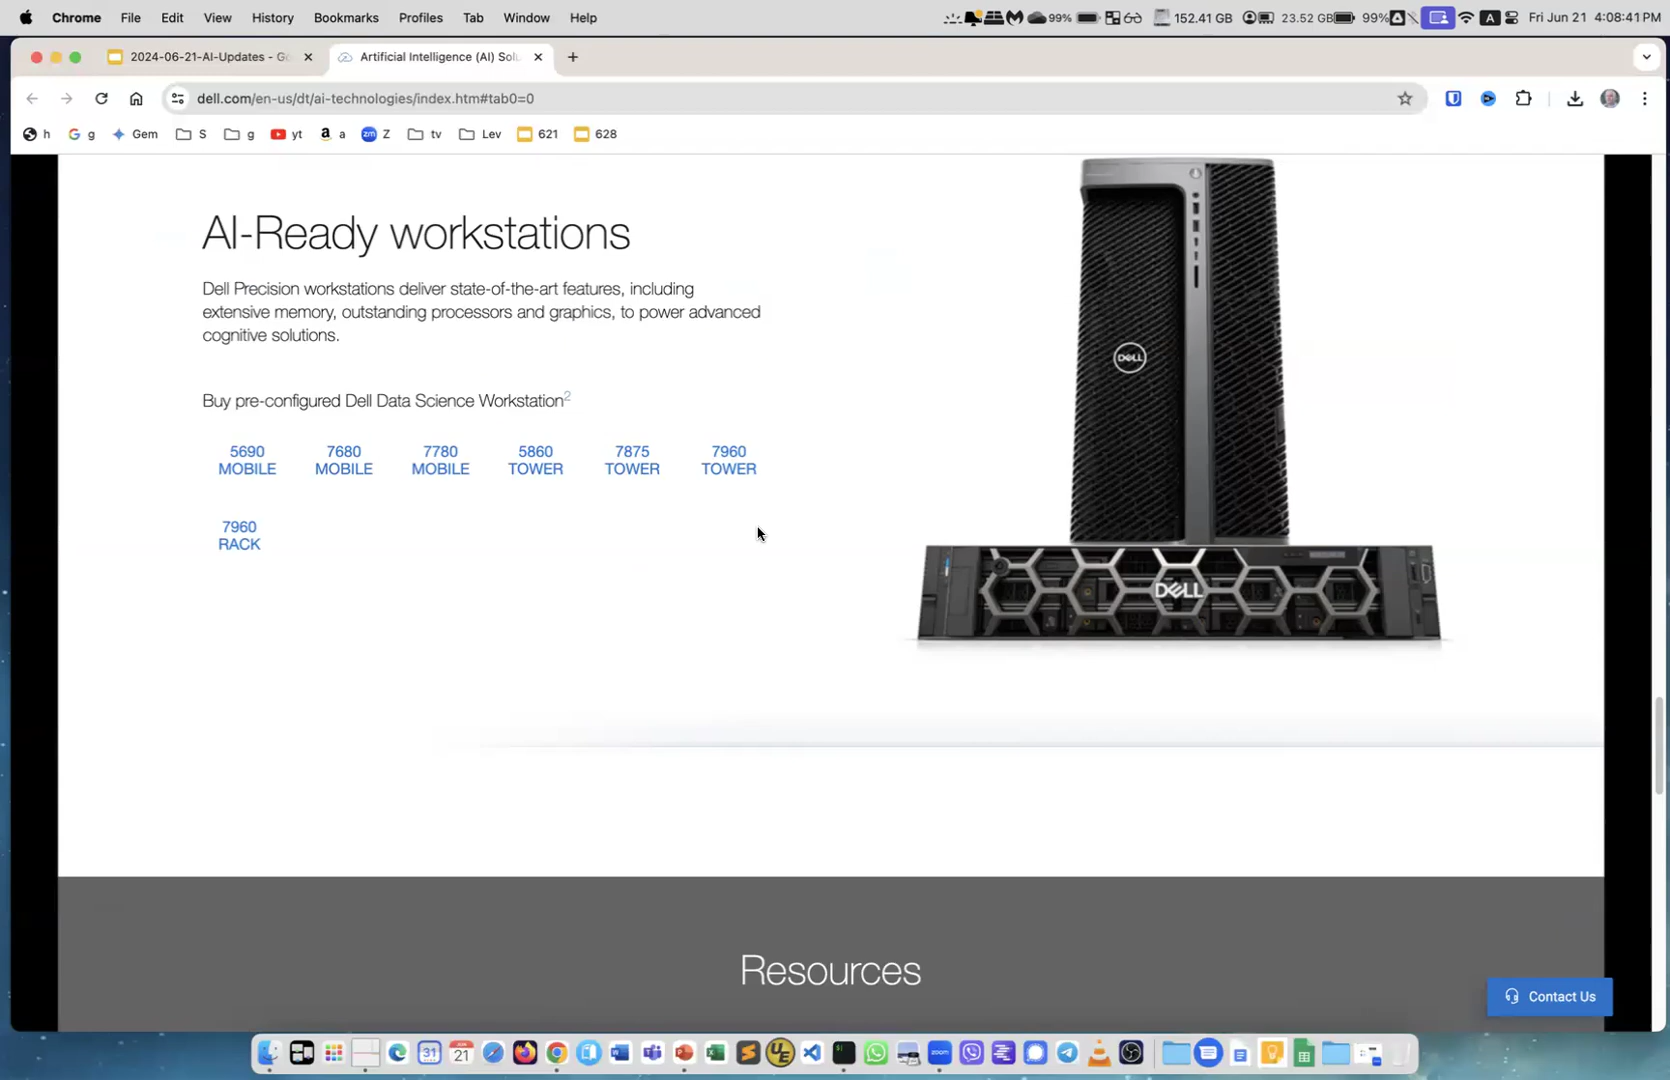 Chrome File Edit View History Bookmarks Profiles Tab Window Help 99% 152.41 GB 23.52 GB 99% A Fri Jun 21 4:08:41 PM
2024-06-21-AI-Updates - Go Artificial Intelligence (AI) Solu
dell.com/en-us/dt/ai-technologies/index.htm#tab0=0
h g Gem S g yt a Z tv Lev 621 628
AI-Ready workstations
Dell Precision workstations deliver state-of-the-art features, including
extensive memory, outstanding processors and graphics, to power advanced
cognitive solutions.
Buy pre-configured Dell Data Science Workstation2
5690 7680 7780 5860 7875 7960
MOBILE MOBILE MOBILE TOWER TOWER TOWER
7960
RACK
DELL
DELL
Resources
Contact Us